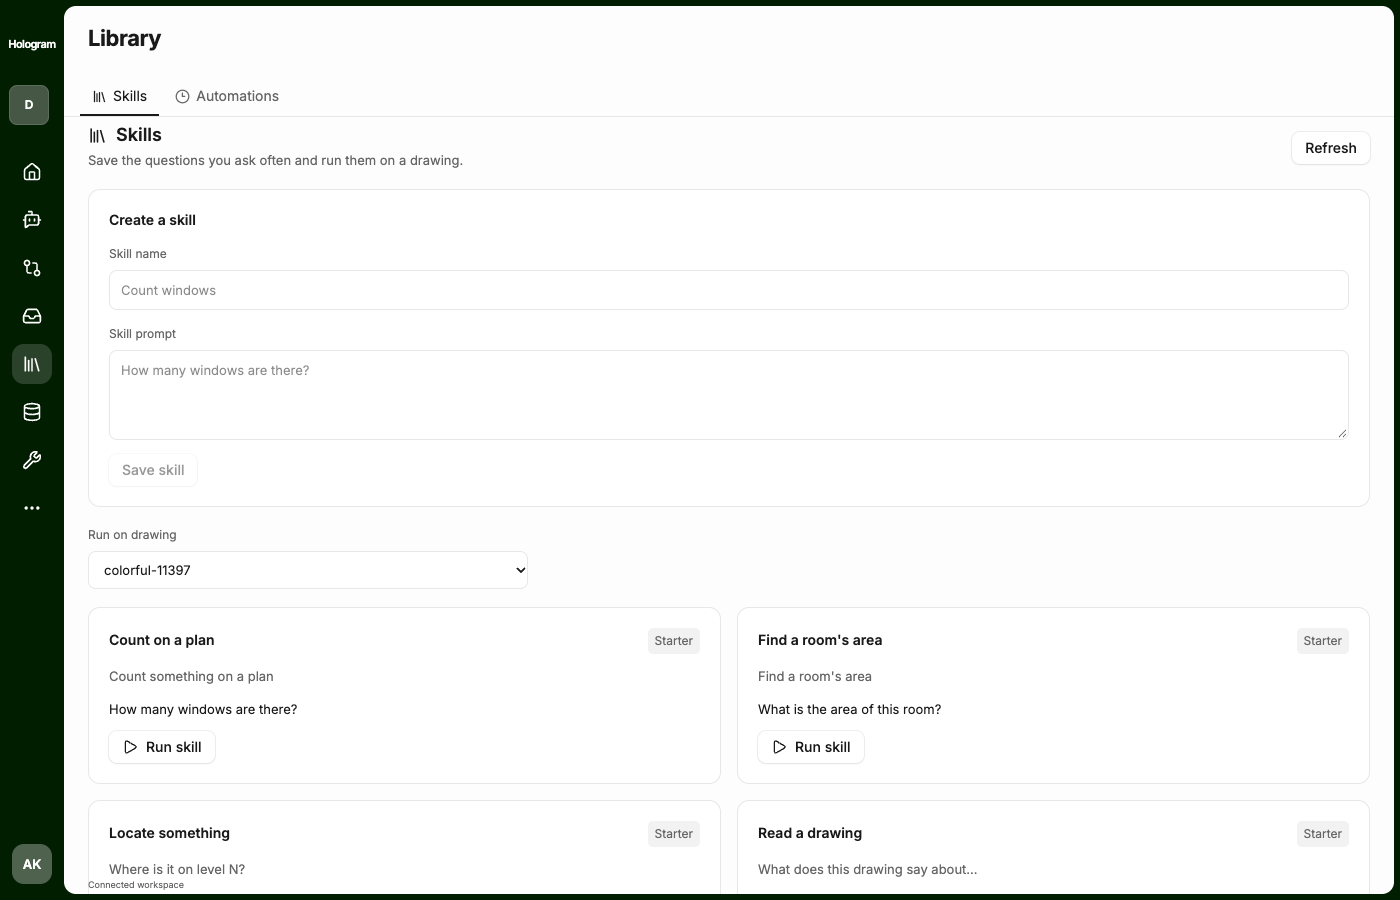 Hologram
D
AK
Library
Skills
Automations
Skills
Save the questions you ask often and run them on a drawing.
Refresh
Create a skill
Skill name
Count windows
Skill prompt
How many windows are there?
Save skill
Run on drawing
colorful-11397
Count on a plan
Starter
Count something on a plan
How many windows are there?
Run skill
Find a room's area
Starter
Find a room's area
What is the area of this room?
Run skill
Locate something
Starter
Where is it on level N?
Read a drawing
Starter
What does this drawing say about...
Connected workspace